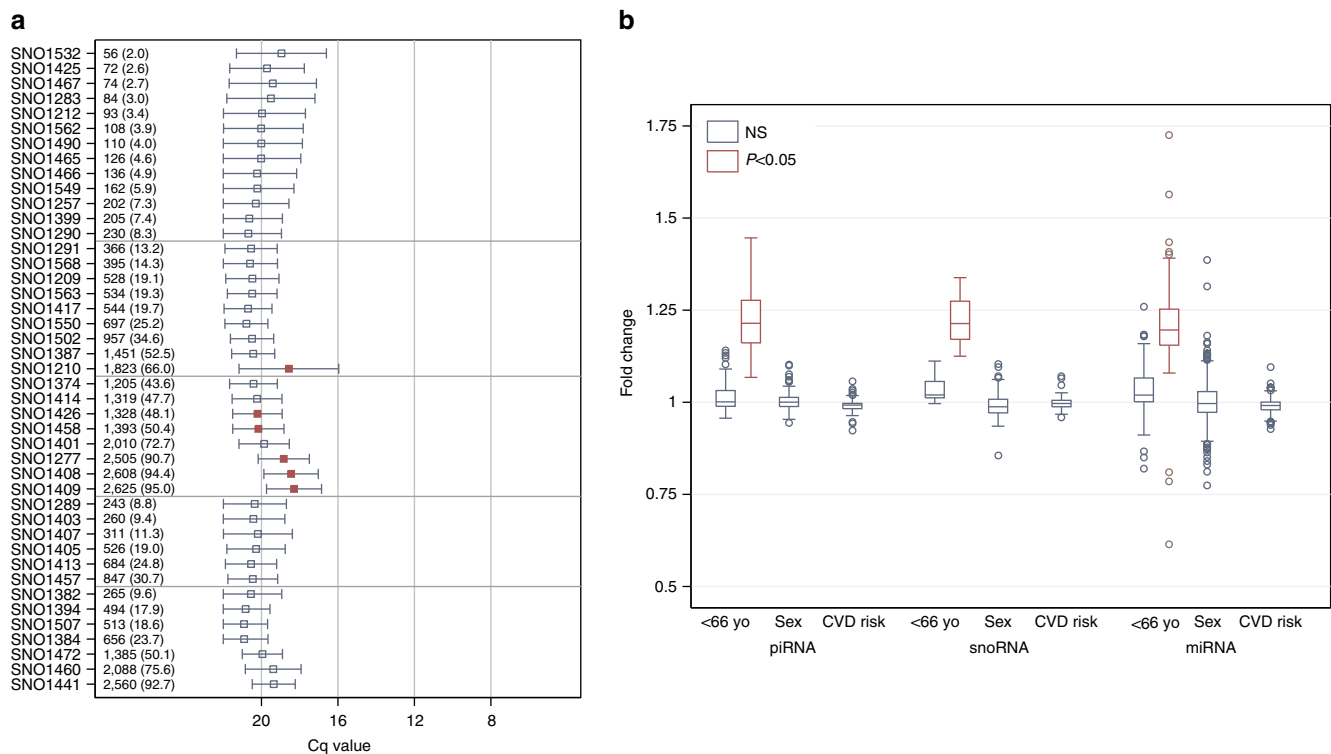 a
SNO1532 56 (2.0)
SNO1425 72 (2.6)
SNO1467 74 (2.7)
SNO1283 84 (3.0)
SNO1212 93 (3.4)
SNO1562 108 (3.9)
SNO1490 110 (4.0)
SNO1465 126 (4.6)
SNO1466 136 (4.9)
SNO1549 162 (5.9)
SNO1257 202 (7.3)
SNO1399 205 (7.4)
SNO1290 230 (8.3)
SNO1291 366 (13.2)
SNO1568 395 (14.3)
SNO1209 528 (19.1)
SNO1563 534 (19.3)
SNO1417 544 (19.7)
SNO1550 697 (25.2)
SNO1502 957 (34.6)
SNO1387 1,451 (52.5)
SNO1210 1,823 (66.0)
SNO1374 1,205 (43.6)
SNO1414 1,319 (47.7)
SNO1426 1,328 (48.1)
SNO1458 1,393 (50.4)
SNO1401 2,010 (72.7)
SNO1277 2,505 (90.7)
SNO1408 2,608 (94.4)
SNO1409 2,625 (95.0)
SNO1289 243 (8.8)
SNO1403 260 (9.4)
SNO1407 311 (11.3)
SNO1405 526 (19.0)
SNO1413 684 (24.8)
SNO1457 847 (30.7)
SNO1382 265 (9.6)
SNO1394 494 (17.9)
SNO1507 513 (18.6)
SNO1384 656 (23.7)
SNO1472 1,385 (50.1)
SNO1460 2,088 (75.6)
SNO1441 2,560 (92.7)
20 16 12 8
Cq value
b
NS
P<0.05
1.75
1.5
1.25
1
0.75
0.5
Fold change
<66 yo Sex CVD risk <66 yo Sex CVD risk <66 yo Sex CVD risk
piRNA snoRNA miRNA